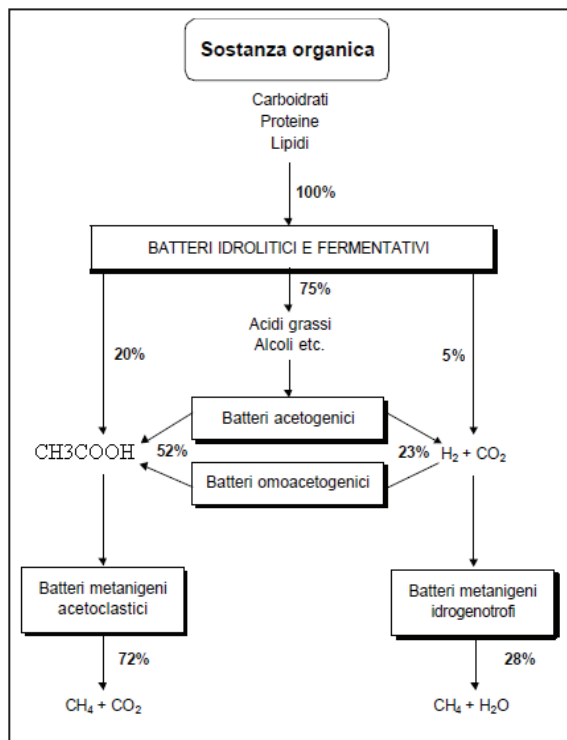 Sostanza organica
Carboidrati
Proteine
Lipidi
100%
BATTERI IDROLITICI E FERMENTATIVI
75%
Acidi grassi
Alcoli etc.
20%
5%
Batteri acetogenici
CH3COOH
52%
23%
H₂ + CO₂
Batteri omoacetogenici
Batteri metanigeni
acetoclastici
Batteri metanigeni
idrogenotrofi
72%
28%
CH₄ + CO₂
CH₄ + H₂O